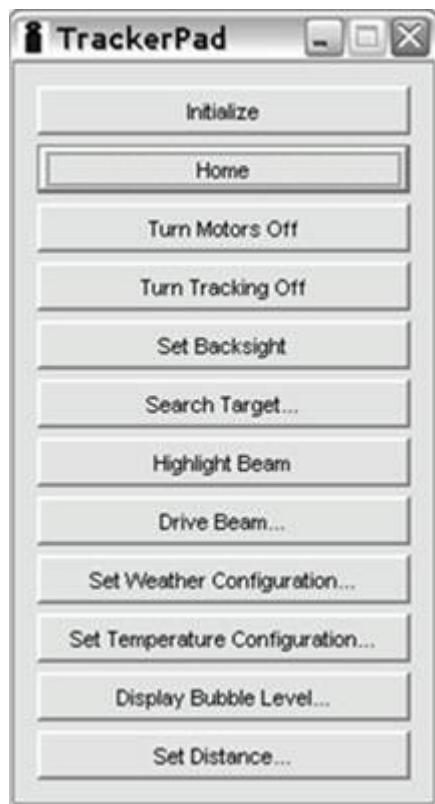 TrackerPad
Initialize
Home
Turn Motors Off
Turn Tracking Off
Set Backsight
Search Target...
Highlight Beam
Drive Beam...
Set Weather Configuration...
Set Temperature Configuration...
Display Bubble Level...
Set Distance...